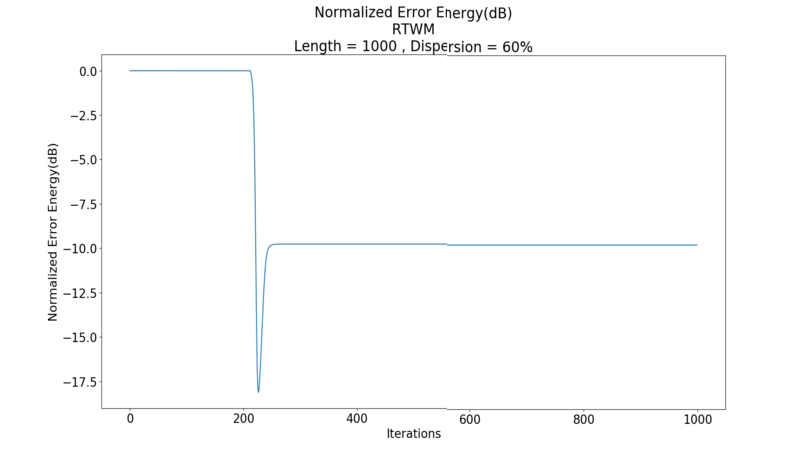 Normalized Error Energy(dB)
RTWM
Length = 1000 , Dispersion = 60%
Normalized Error Energy(dB)
0.0
−2.5
−5.0
−7.5
−10.0
−12.5
−15.0
−17.5
0 200 400 600 800 1000
Iterations